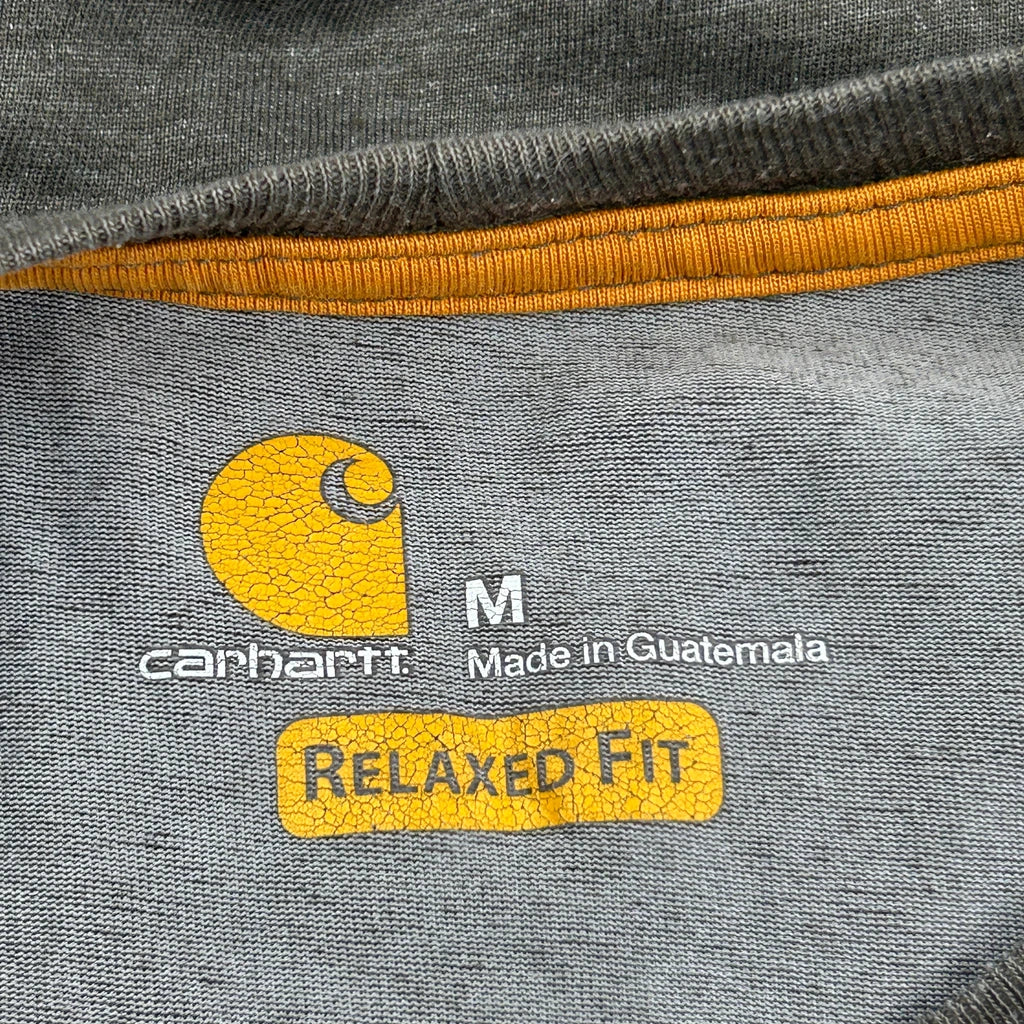 M
carhartt
Made in Guatemala
RELAXED FIT